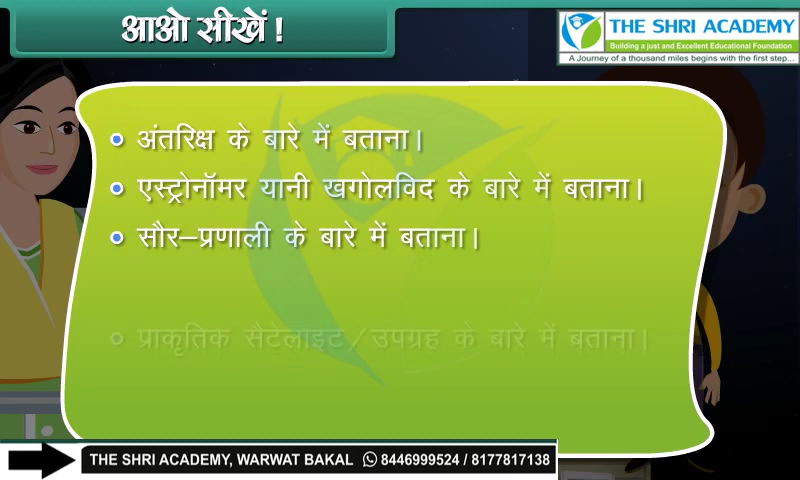 आओ सीखें!
THE SHRI ACADEMY
Building a just and Excellent Educational Foundation
A Journey of a thousand miles begins with the first step...
अंतरिक्ष के बारे में बताना।
एस्ट्रोनॉमर यानी खगोलविद के बारे में बताना।
सौर–प्रणाली के बारे में बताना।
प्राकृतिक सैटेलाइट/उपग्रह के बारे में बताना।
THE SHRI ACADEMY, WARWAT BAKAL 8446999524 / 8177817138